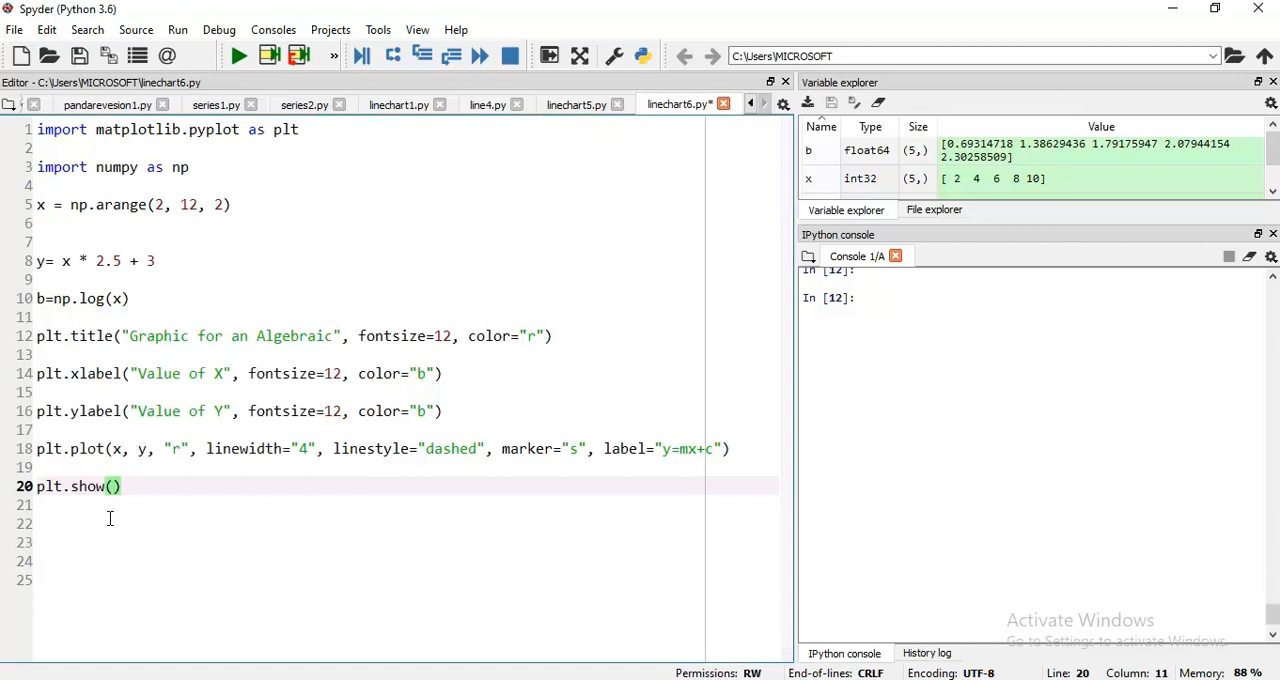 Spyder (Python 3.6)
File Edit Search Source Run Debug Consoles Projects Tools View Help
C:\Users\MICROSOFT
Editor - C:\Users\MICROSOFT\linechart6.py
Variable explorer
pandarevesion1.py series1.py series2.py linechart1.py line4.py linechart5.py linechart6.py*
Name Type Size Value
b float64 (5,) [0.69314718 1.38629436 1.79175947 2.07944154
2.30258509]
x int32 (5,) [ 2 4 6 8 10]
Variable explorer File explorer
IPython console
Console 1/A
In [12]:
In [12]:
1 import matplotlib.pyplot as plt
2
3 import numpy as np
4
5 x = np.arange(2, 12, 2)
6
7
8 y= x * 2.5 + 3
9
10 b=np.log(x)
11
12 plt.title("Graphic for an Algebraic", fontsize=12, color="r")
13
14 plt.xlabel("Value of X", fontsize=12, color="b")
15
16 plt.ylabel("Value of Y", fontsize=12, color="b")
17
18 plt.plot(x, y, "r", linewidth="4", linestyle="dashed", marker="s", label="y=mx+c")
19
20 plt.show()
21
22
23
24
25
Activate Windows
Go to Settings to activate Windows.
IPython console History log
Permissions: RW End-of-lines: CRLF Encoding: UTF-8 Line: 20 Column: 11 Memory: 88 %